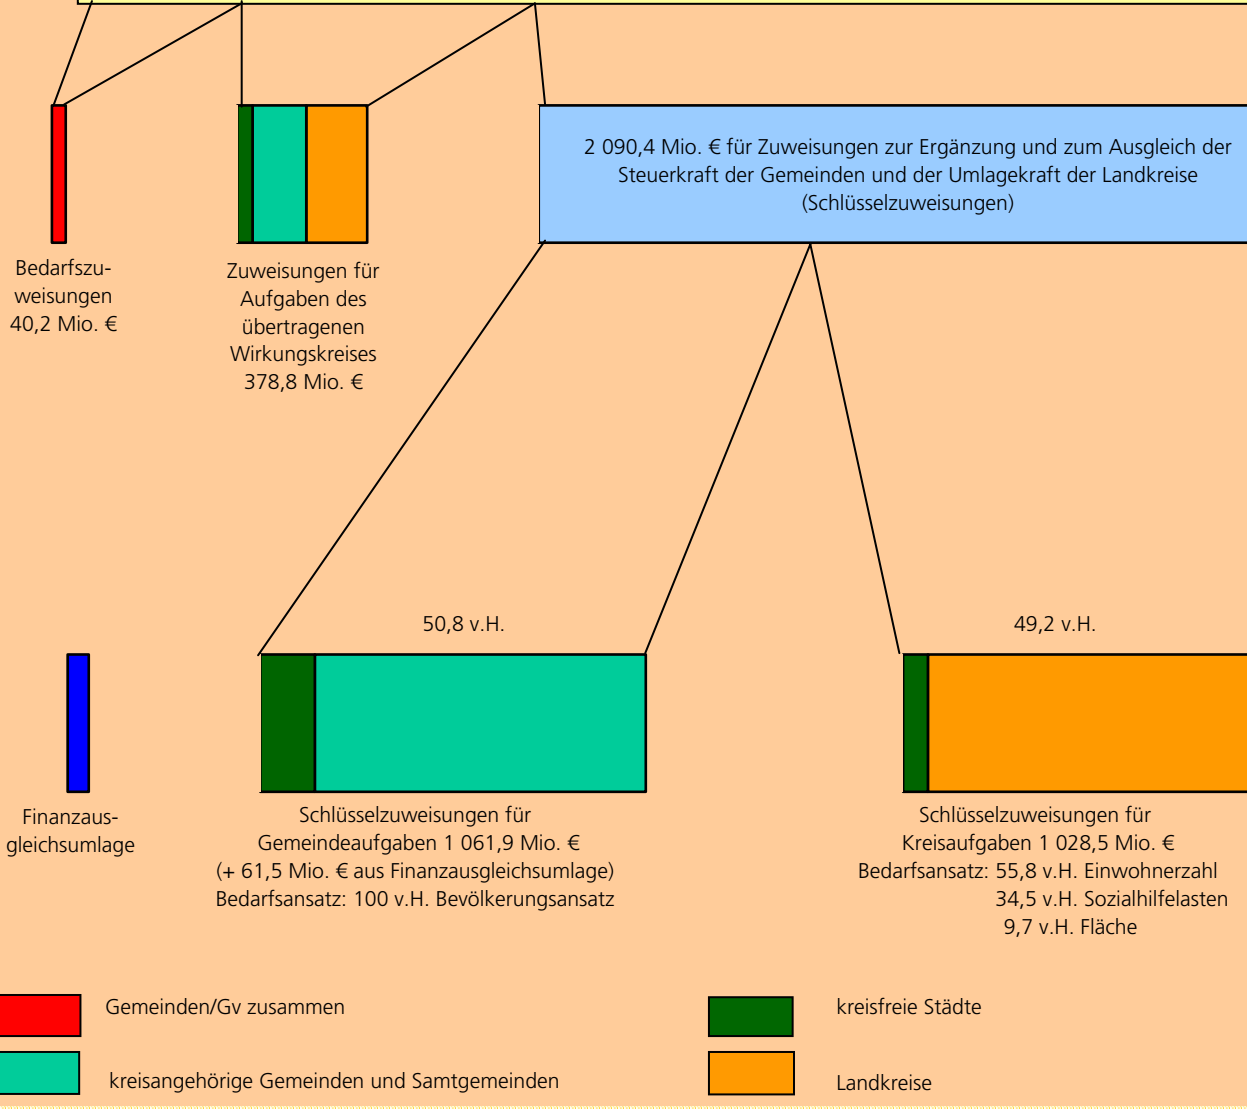 2 090,4 Mio. € für Zuweisungen zur Ergänzung und zum Ausgleich der
Steuerkraft der Gemeinden und der Umlagekraft der Landkreise
(Schlüsselzuweisungen)
Bedarfszu-
weisungen
40,2 Mio. €
Zuweisungen für
Aufgaben des
übertragenen
Wirkungskreises
378,8 Mio. €
50,8 v.H.
49,2 v.H.
Finanzaus-
gleichsumlage
Schlüsselzuweisungen für
Gemeindeaufgaben 1 061,9 Mio. €
(+ 61,5 Mio. € aus Finanzausgleichsumlage)
Bedarfsansatz: 100 v.H. Bevölkerungsansatz
Schlüsselzuweisungen für
Kreisaufgaben 1 028,5 Mio. €
Bedarfsansatz: 55,8 v.H. Einwohnerzahl
34,5 v.H. Sozialhilfelasten
9,7 v.H. Fläche
Gemeinden/Gv zusammen
kreisfreie Städte
kreisangehörige Gemeinden und Samtgemeinden
Landkreise